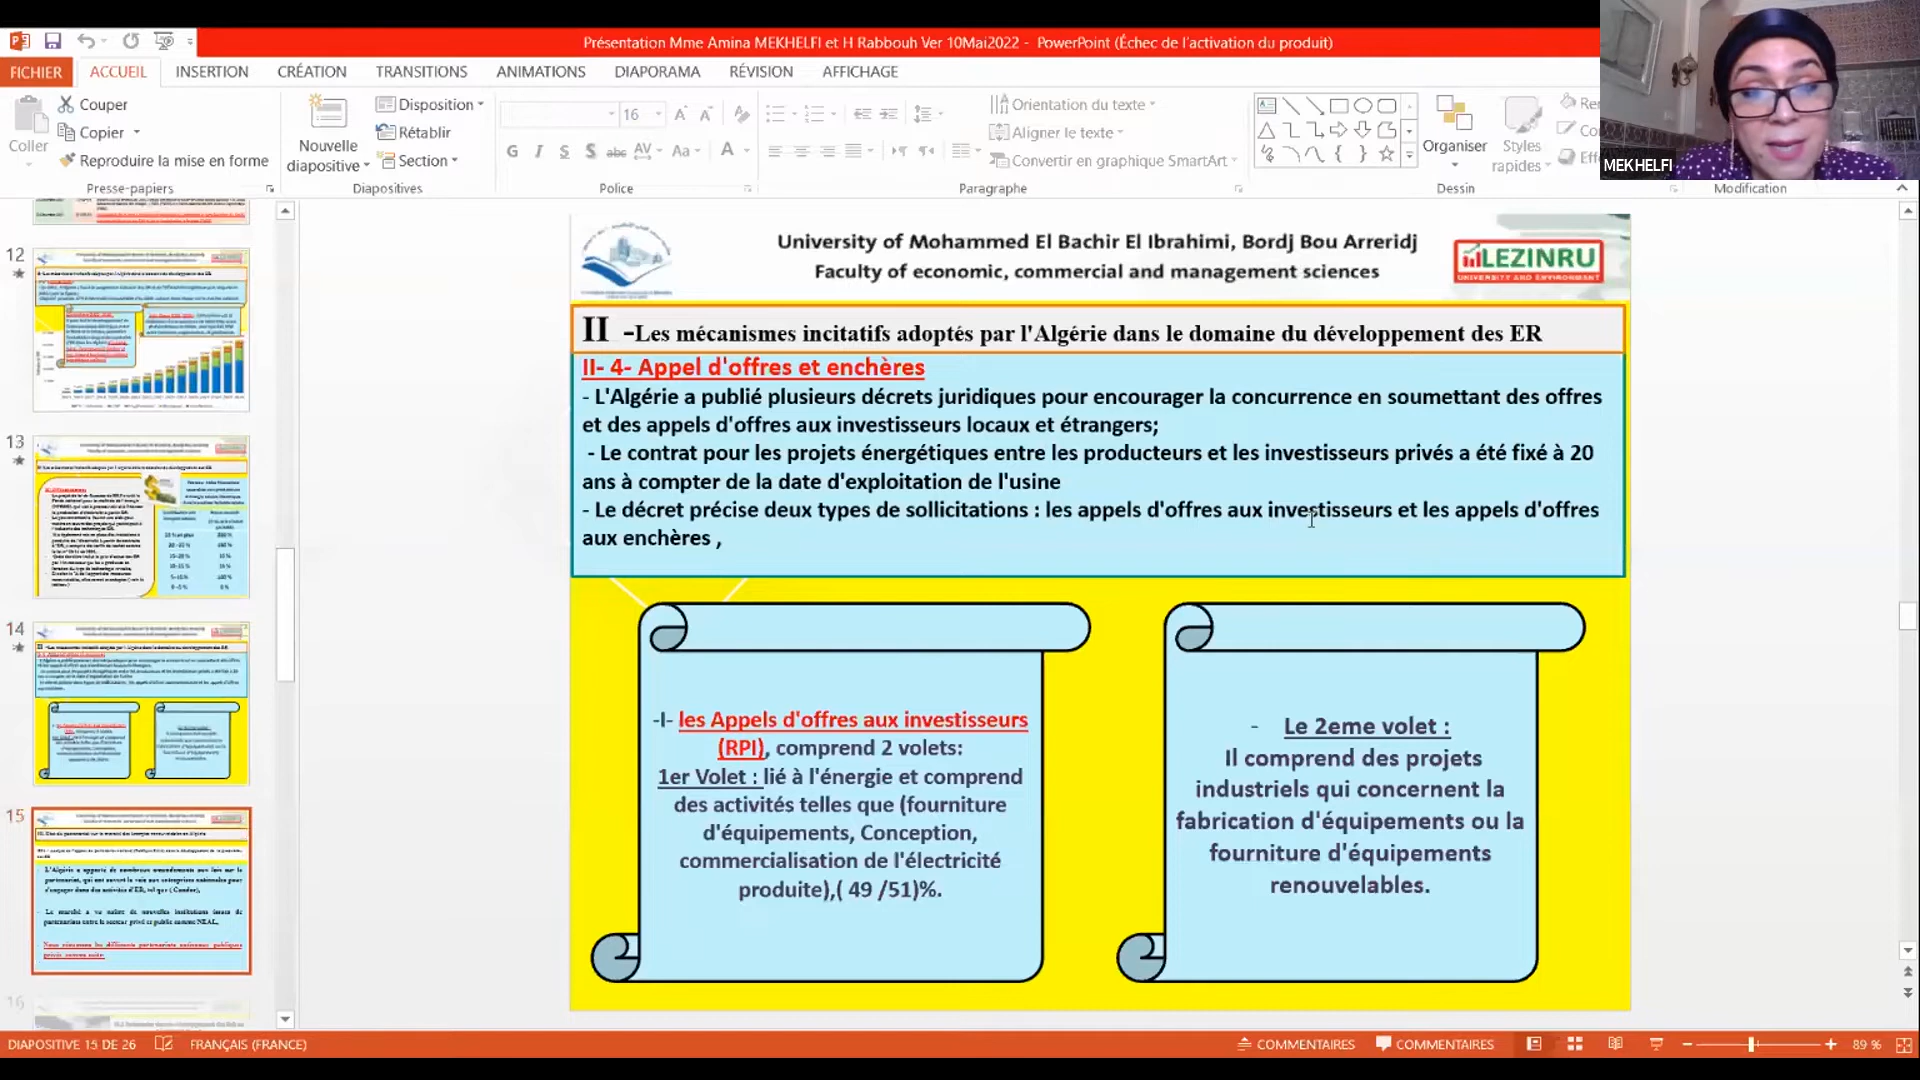 Présentation Mme Amina MEKHELFI et H Rabbouh Ver 10Mai2022 - PowerPoint (Échec de l'activation du produit)
FICHIER ACCUEIL INSERTION CRÉATION TRANSITIONS ANIMATIONS DIAPORAMA RÉVISION AFFICHAGE
Coller
Couper
Copier
Reproduire la mise en forme
Presse-papiers
Nouvelle
diapositive
Disposition
Rétablir
Section
Diapositives
16
G I S S abc AV Aa A
Police
Orientation du texte
Aligner le texte
Convertir en graphique SmartArt
Paragraphe
Organiser
Styles
rapides
Dessin
Modification
MEKHELFI
12
13
14
15
16
University of Mohammed El Bachir El Ibrahimi, Bordj Bou Arreridj
Faculty of economic, commercial and management sciences
LEZINRU
UNIVERSITY AND ENVIRONMENT
II -Les mécanismes incitatifs adoptés par l'Algérie dans le domaine du développement des ER
II- 4- Appel d'offres et enchères
- L'Algérie a publié plusieurs décrets juridiques pour encourager la concurrence en soumettant des offres
et des appels d'offres aux investisseurs locaux et étrangers;
- Le contrat pour les projets énergétiques entre les producteurs et les investisseurs privés a été fixé à 20
ans à compter de la date d'exploitation de l'usine
- Le décret précise deux types de sollicitations : les appels d'offres aux investisseurs et les appels d'offres
aux enchères ,
-I- les Appels d'offres aux investisseurs
(RPI), comprend 2 volets:
1er Volet : lié à l'énergie et comprend
des activités telles que (fourniture
d'équipements, Conception,
commercialisation de l'électricité
produite),( 49 /51)%.
- Le 2eme volet :
Il comprend des projets
industriels qui concernent la
fabrication d'équipements ou la
fourniture d'équipements
renouvelables.
DIAPOSITIVE 15 DE 26 FRANÇAIS (FRANCE) COMMENTAIRES COMMENTAIRES 89 %